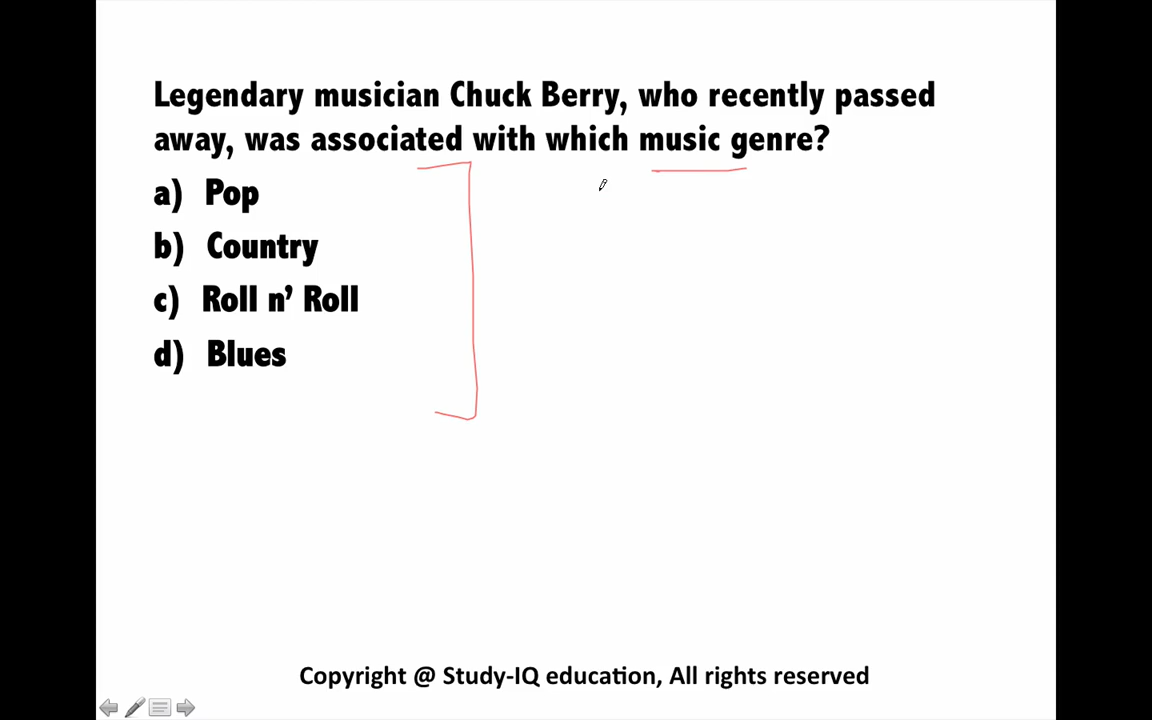 Legendary musician Chuck Berry, who recently passed
away, was associated with which music genre?
a) Pop
b) Country
c) Roll n’ Roll
d) Blues
Copyright @ Study-IQ education, All rights reserved